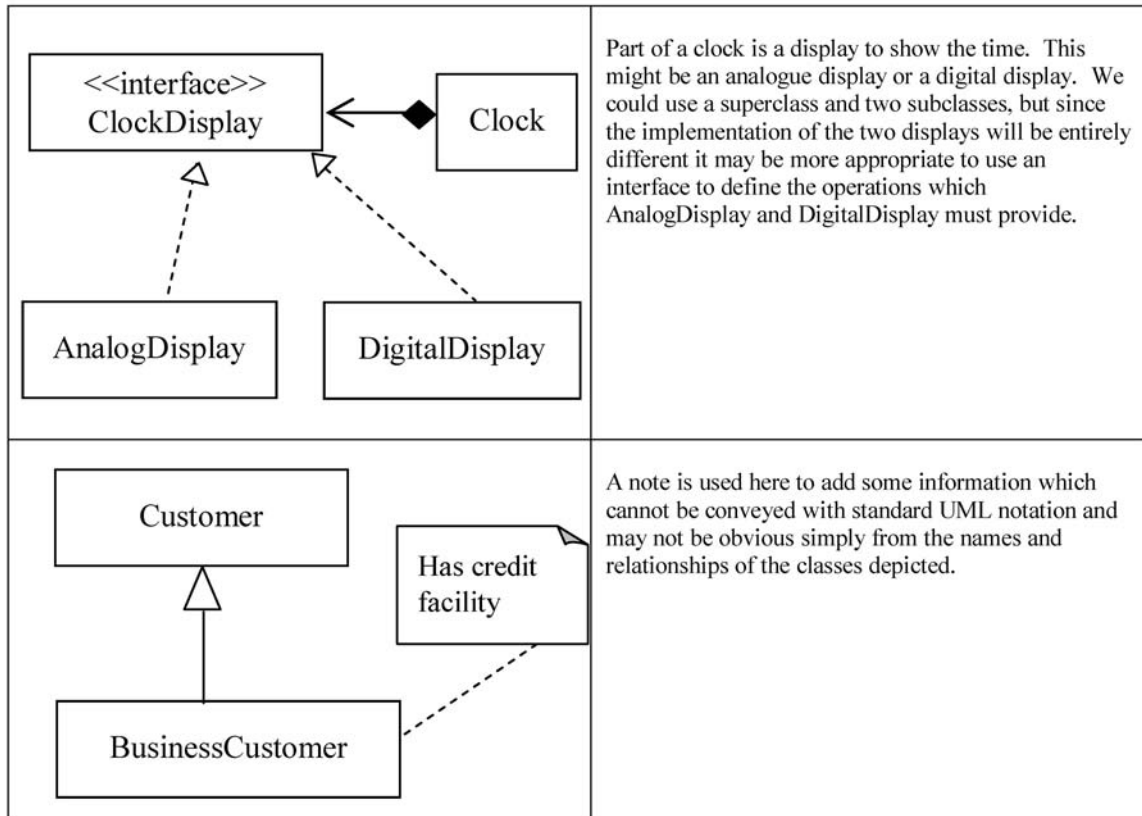 <<interface>>
ClockDisplay
Clock
AnalogDisplay
DigitalDisplay
Part of a clock is a display to show the time. This
might be an analogue display or a digital display. We
could use a superclass and two subclasses, but since
the implementation of the two displays will be entirely
different it may be more appropriate to use an
interface to define the operations which
AnalogDisplay and DigitalDisplay must provide.
Customer
Has credit
facility
BusinessCustomer
A note is used here to add some information which
cannot be conveyed with standard UML notation and
may not be obvious simply from the names and
relationships of the classes depicted.